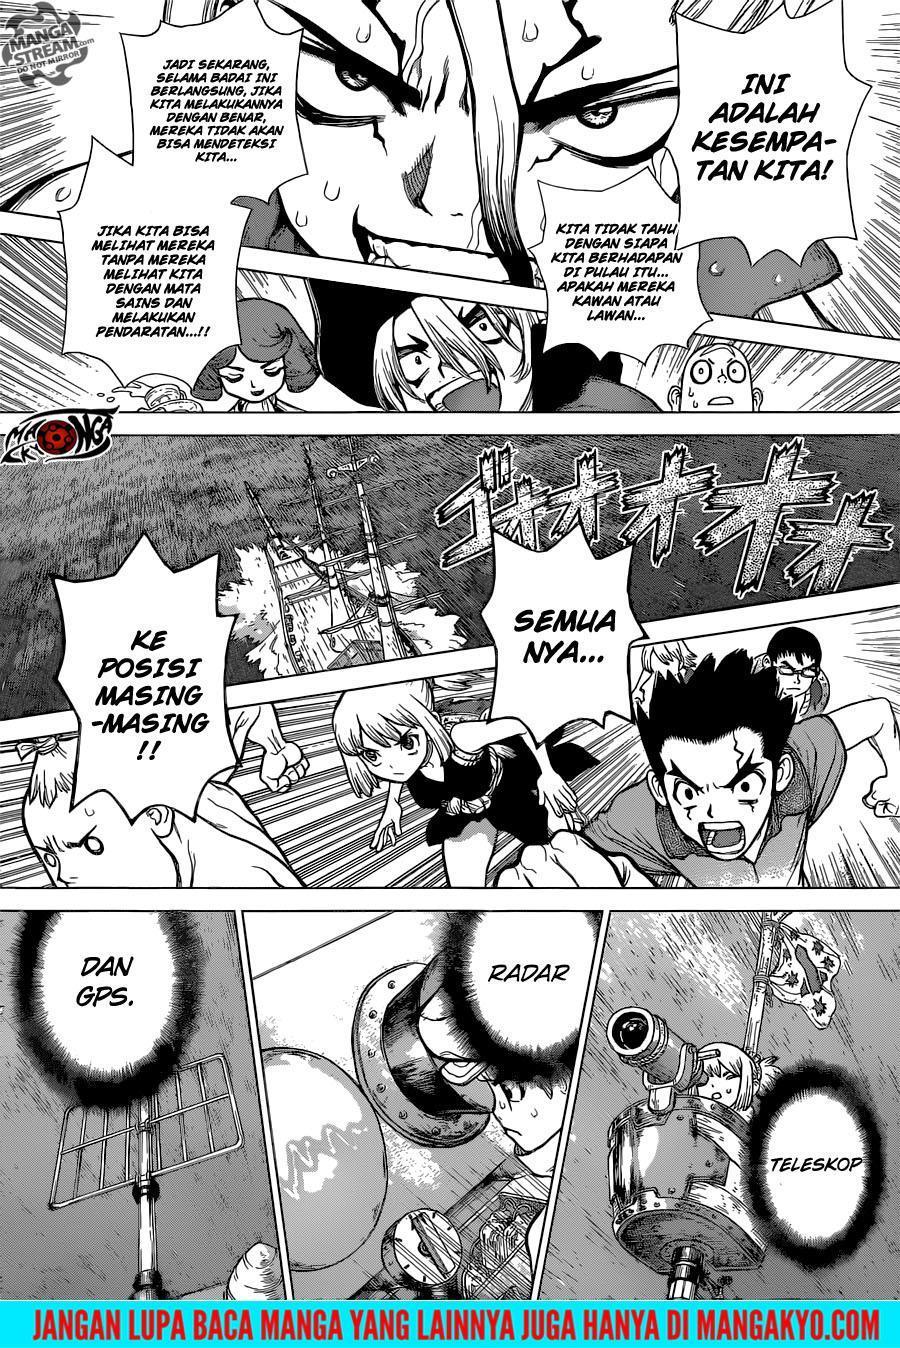 MANGA
STREAM.com
DO NOT MIRROR
INI
ADALAH
KESEMPA-
TAN KITA!
KITA TIDAK TAHU
DENGAN SIAPA
KITA BERHADAPAN
DI PULAU ITU...
APAKAH MEREKA
KAWAN ATAU
LAWAN...
JADI SEKARANG,
SELAMA BADAI INI
BERLANGSUNG, JIKA
KITA MELAKUKANNYA
DENGAN BENAR,
MEREKA TIDAK AKAN
BISA MENDETEKSI
KITA...
JIKA KITA BISA
MELIHAT MEREKA
TANPA MEREKA
MELIHAT KITA
DENGAN MATA
SAINS DAN
MELAKUKAN
PENDARATAN...!!
ゴオオオオオ
SEMUA
NYA...
KE
POSISI
MASING
-MASING
!!
TELESKOP
RADAR
DAN
GPS.
JANGAN LUPA BACA MANGA YANG LAINNYA JUGA HANYA DI MANGAKYO.COM